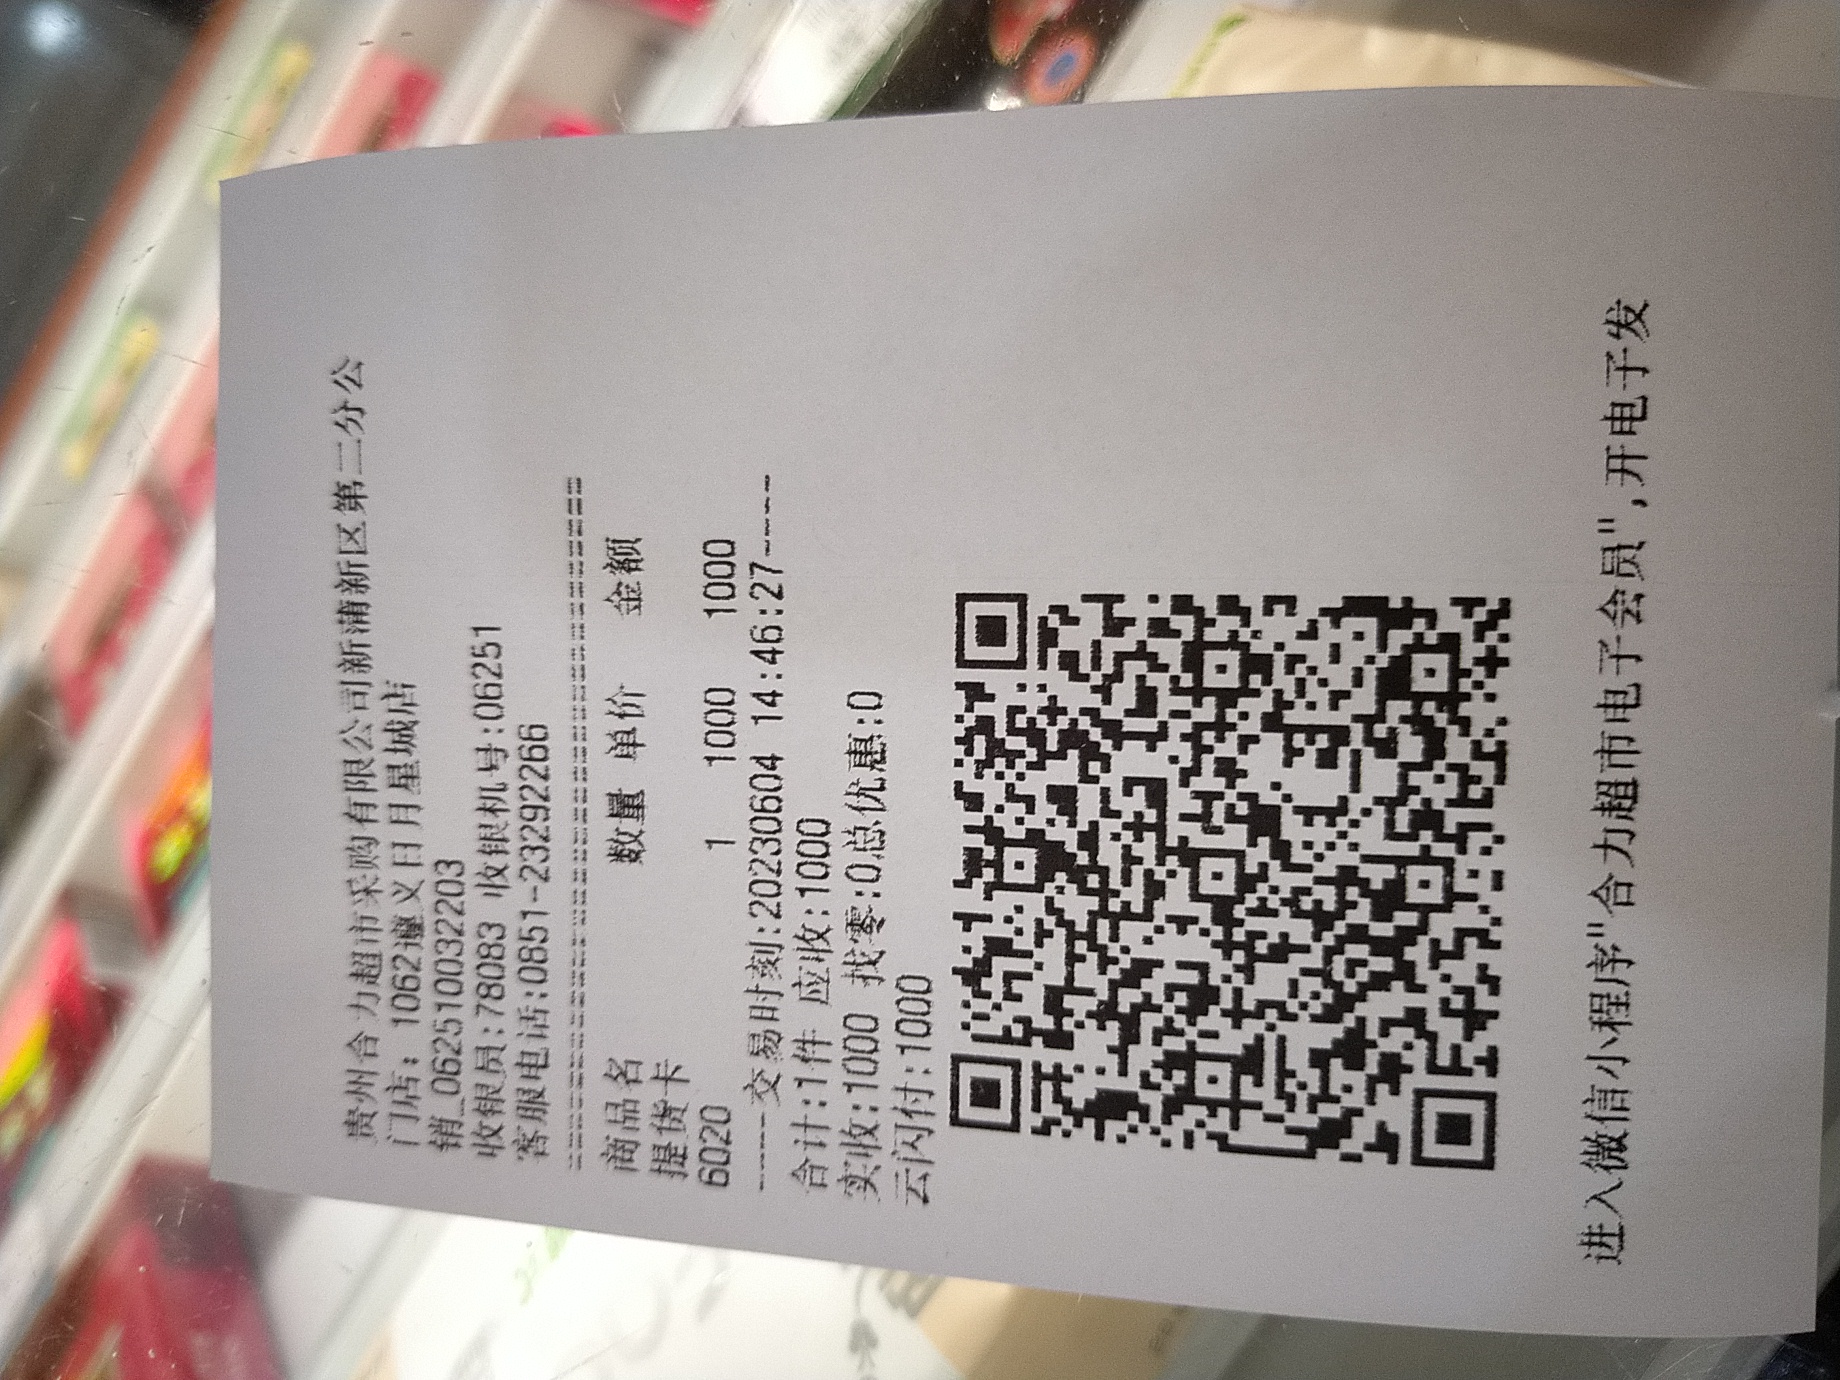 贵州合力超市采购有限公司新蒲新区第二分公
门店: 1062遵义日月星城店
销_0625100322​03
收银员:78083 收银机号:06251
客服电话:0851-23292266
================================
商品名 数量 单价 金额
提货卡
6020 1 1000 1000
----交易时刻:20230604 14:46:27----
合计:1件 应收:1000
实收:1000 找零:0总优惠:0
云闪付:1000
进入微信小程序"合力超市电子会员",开电子发